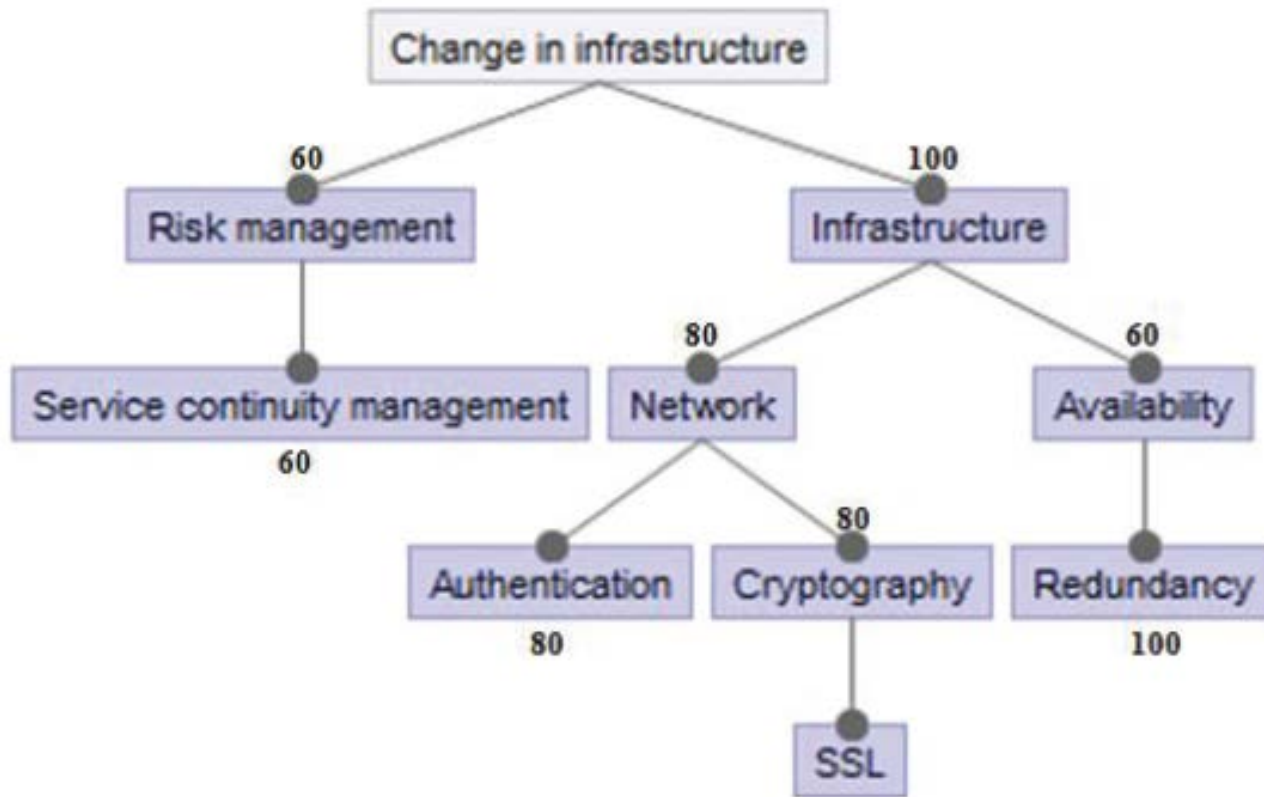 Change in infrastructure
60
100
Risk management
Infrastructure
80
60
Service continuity management
Network
Availability
60
80
Authentication
Cryptography
Redundancy
80
100
SSL